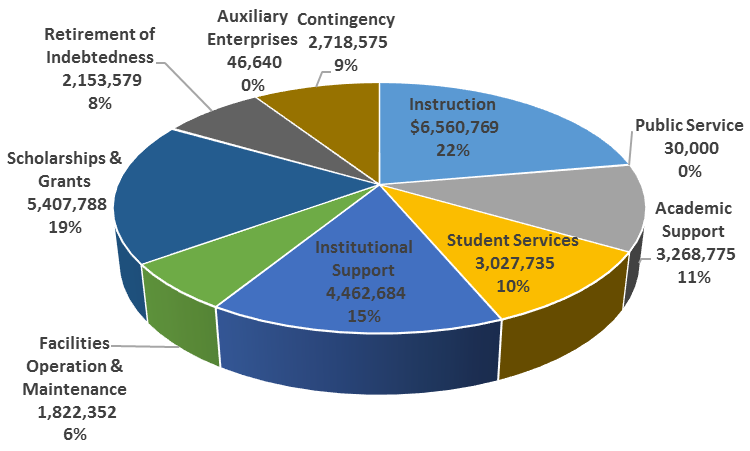 Instruction
$6,560,769
22%
Public Service
30,000
0%
Academic
Support
3,268,775
11%
Student Services
3,027,735
10%
Institutional
Support
4,462,684
15%
Facilities
Operation &
Maintenance
1,822,352
6%
Scholarships &
Grants
5,407,788
19%
Retirement of
Indebtedness
2,153,579
8%
Auxiliary
Enterprises
46,640
0%
Contingency
2,718,575
9%